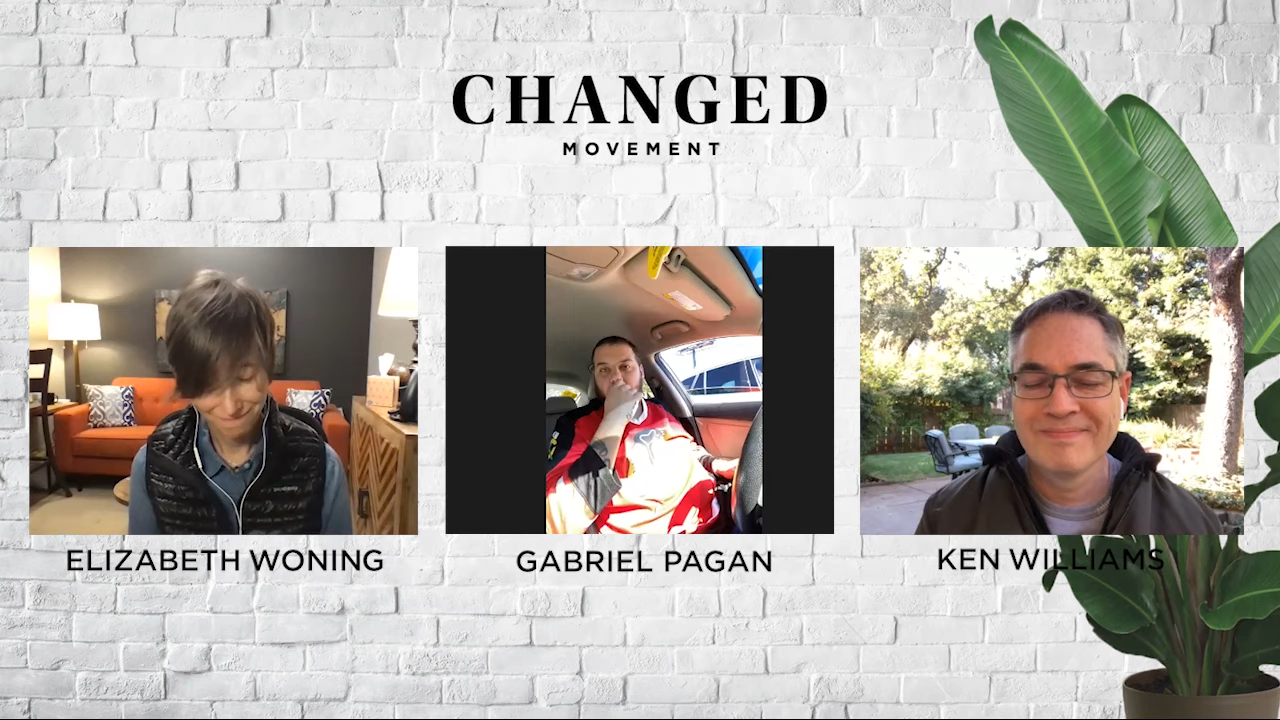 CHANGED
MOVEMENT
ELIZABETH WONING
GABRIEL PAGAN
KEN WILLIAMS